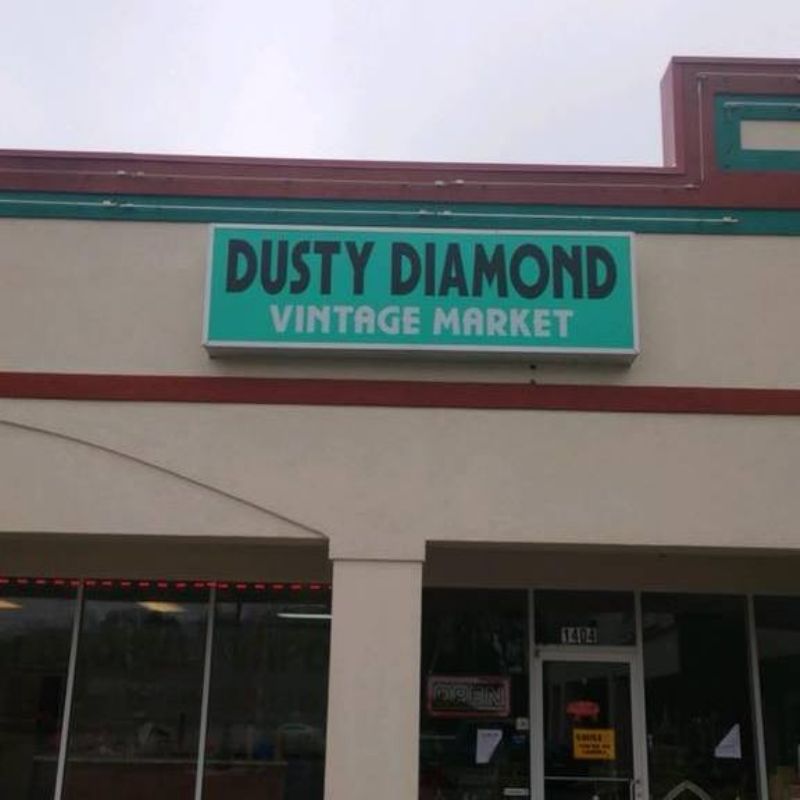 DUSTY DIAMOND
VINTAGE MARKET
1404
OPEN